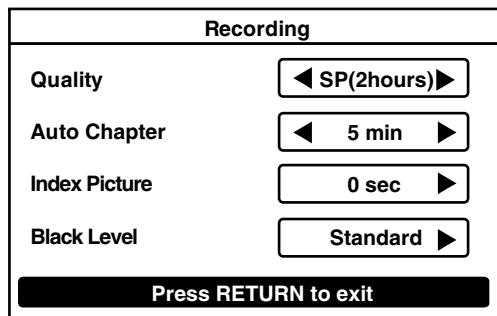 Recording
Quality SP(2hours)
Auto Chapter 5 min
Index Picture 0 sec
Black Level Standard
Press RETURN to exit